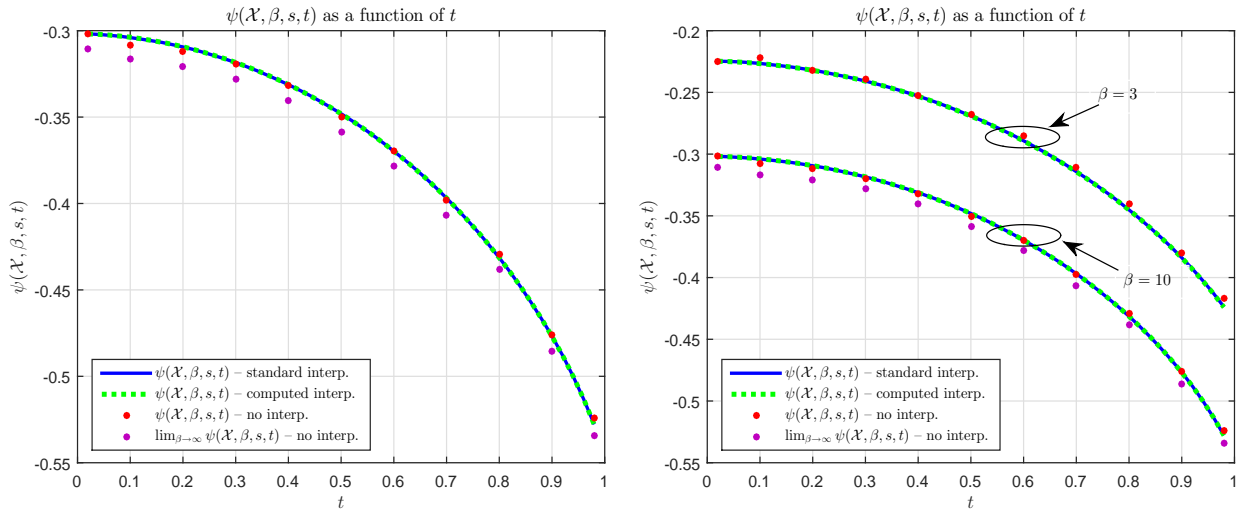 ψ(𝒳, β, s, t) as a function of t
-0.3
-0.35
-0.4
-0.45
-0.5
-0.55
ψ(𝒳, β, s, t)
0 0.1 0.2 0.3 0.4 0.5 0.6 0.7 0.8 0.9 1
t
ψ(𝒳, β, s, t) – standard interp.
ψ(𝒳, β, s, t) – computed interp.
ψ(𝒳, β, s, t) – no interp.
lim_{β→∞} ψ(𝒳, β, s, t) – no interp.
ψ(𝒳, β, s, t) as a function of t
-0.2
-0.25
-0.3
-0.35
-0.4
-0.45
-0.5
-0.55
ψ(𝒳, β, s, t)
β = 3
β = 10
0 0.1 0.2 0.3 0.4 0.5 0.6 0.7 0.8 0.9 1
t
ψ(𝒳, β, s, t) – standard interp.
ψ(𝒳, β, s, t) – computed interp.
ψ(𝒳, β, s, t) – no interp.
lim_{β→∞} ψ(𝒳, β, s, t) – no interp.